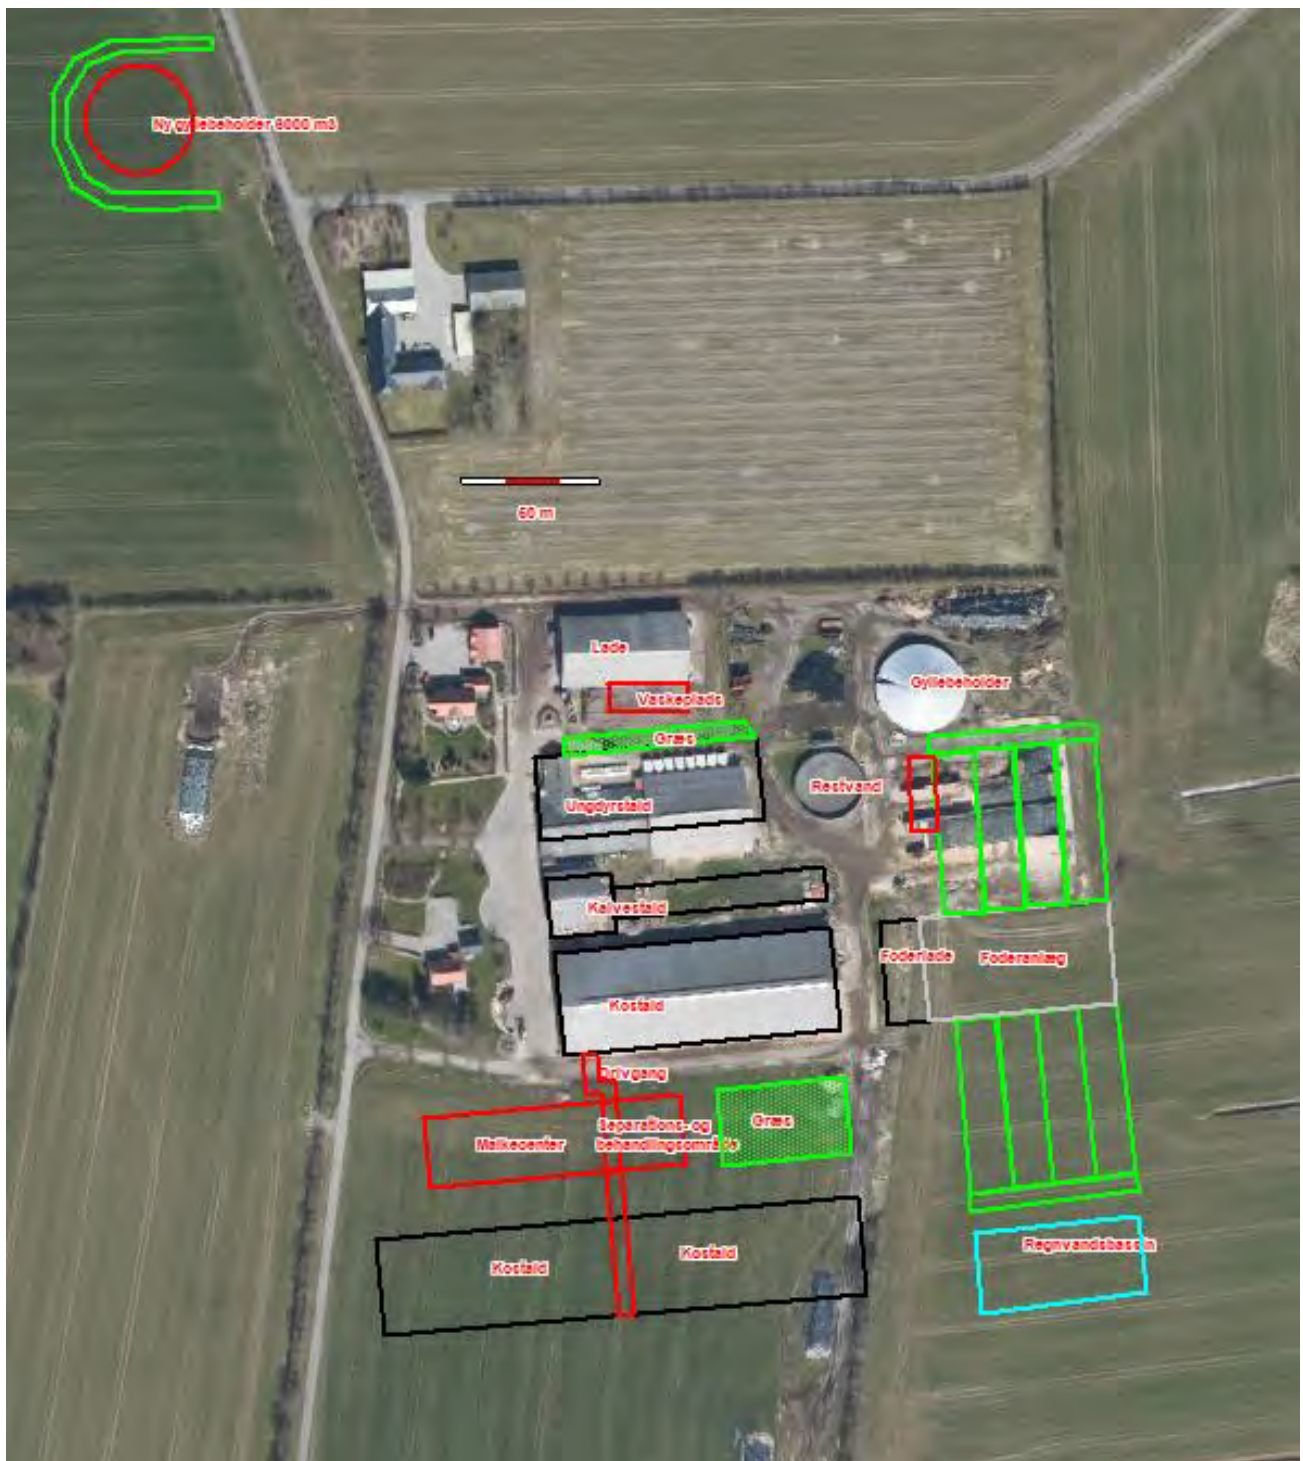 Ny gyllebeholder 8000 m3
50 m
Lade
Vaskeplads
Gyllebeholder
Græs
Restvand
Ungdyrstald
Kalvestald
Foderlade
Foderanlæg
Kostald
Drivgang
Separations- og
behandlingsområde
Malkecenter
Græs
Kostald
Kostald
Regnvandsbassin